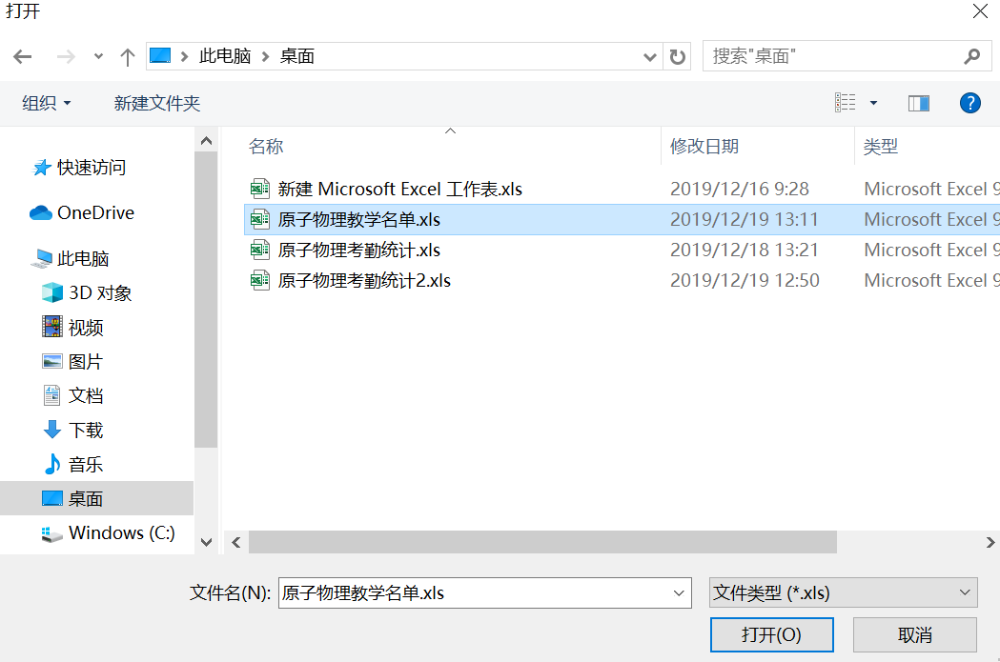 打开
此电脑 桌面 搜索"桌面"
组织 新建文件夹
名称 修改日期 类型
快速访问
OneDrive
此电脑
3D 对象
视频
图片
文档
下载
音乐
桌面
Windows (C:)
新建 Microsoft Excel 工作表.xls 2019/12/16 9:28 Microsoft Excel 9
原子物理教学名单.xls 2019/12/19 13:11 Microsoft Excel 9
原子物理考勤统计.xls 2019/12/18 13:21 Microsoft Excel 9
原子物理考勤统计2.xls 2019/12/19 12:50 Microsoft Excel 9
文件名(N): 原子物理教学名单.xls 文件类型 (*.xls)
打开(O) 取消